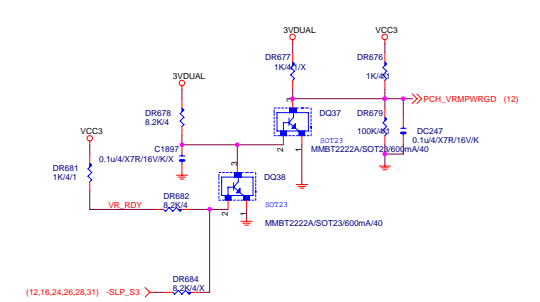 3VDUAL
VCC3
DR677
1K/4/1/X
DR676
1K/4/1
PCH_VRMPWRGD (12)
3VDUAL
DR678
8.2K/4
3
DQ37
SOT23
2
1
MMBT2222A/SOT23/600mA/40
DR679
100K/4/1
DC247
0.1u/4/X7R/16V/K
VCC3
C1897
0.1u/4/X7R/16V/K/X
DR681
1K/4/1
3
DQ38
SOT23
2
1
MMBT2222A/SOT23/600mA/40
VR_RDY
DR682
8.2K/4
DR684
8.2K/4/X
(12,16,24,26,28,31) -SLP_S3